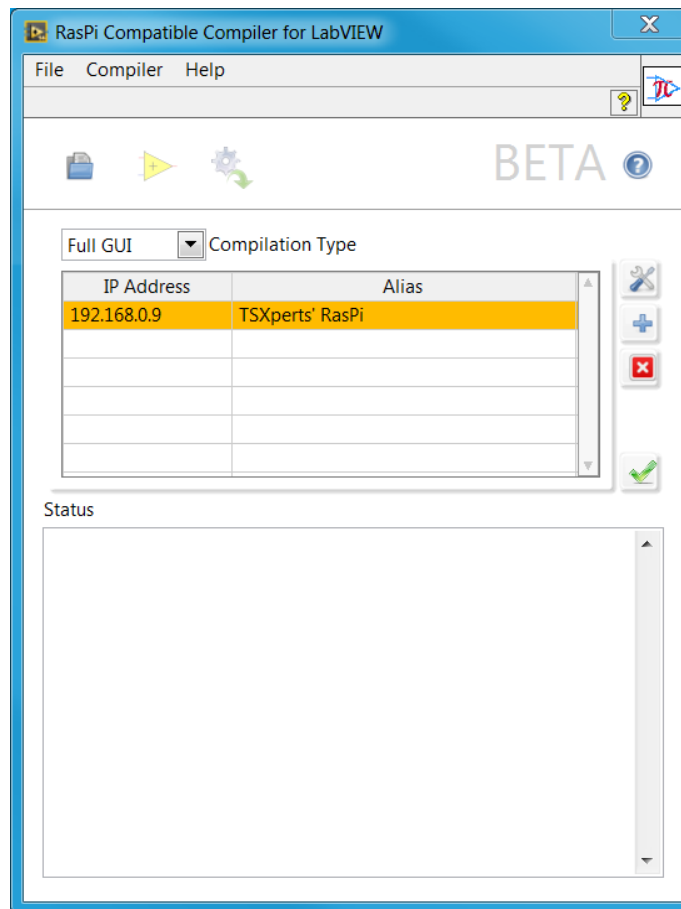 RasPi Compatible Compiler for LabVIEW
File Compiler Help
BETA
Full GUI Compilation Type
IP Address Alias
192.168.0.9 TSXperts' RasPi
Status